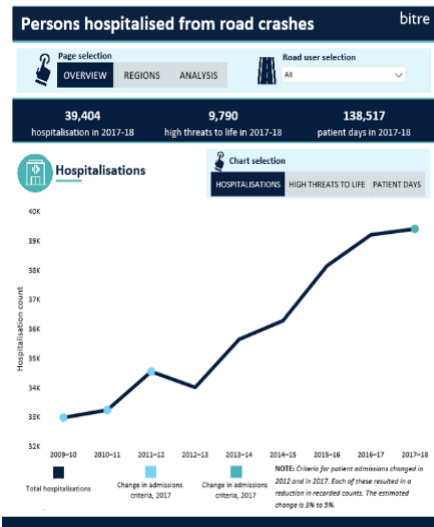 Persons hospitalised from road crashes
bitre
Page selection
OVERVIEW REGIONS ANALYSIS
Road user selection
All
39,404
hospitalisation in 2017-18
9,790
high threats to life in 2017-18
138,517
patient days in 2017-18
Hospitalisations
Chart selection
HOSPITALISATIONS HIGH THREATS TO LIFE PATIENT DAYS
Hospitalisation count
40K
39K
38K
37K
36K
35K
34K
33K
32K
2009–10 2010–11 2011–12 2012–13 2013–14 2014–15 2015–16 2016–17 2017–18
Total hospitalisations
Change in admissions
criteria, 2017
Change in admissions
criteria, 2017
NOTE: Criteria for patient admissions changed in
2012 and in 2017. Each of these resulted in a
reduction in recorded counts. The estimated
change is 3% to 5%.